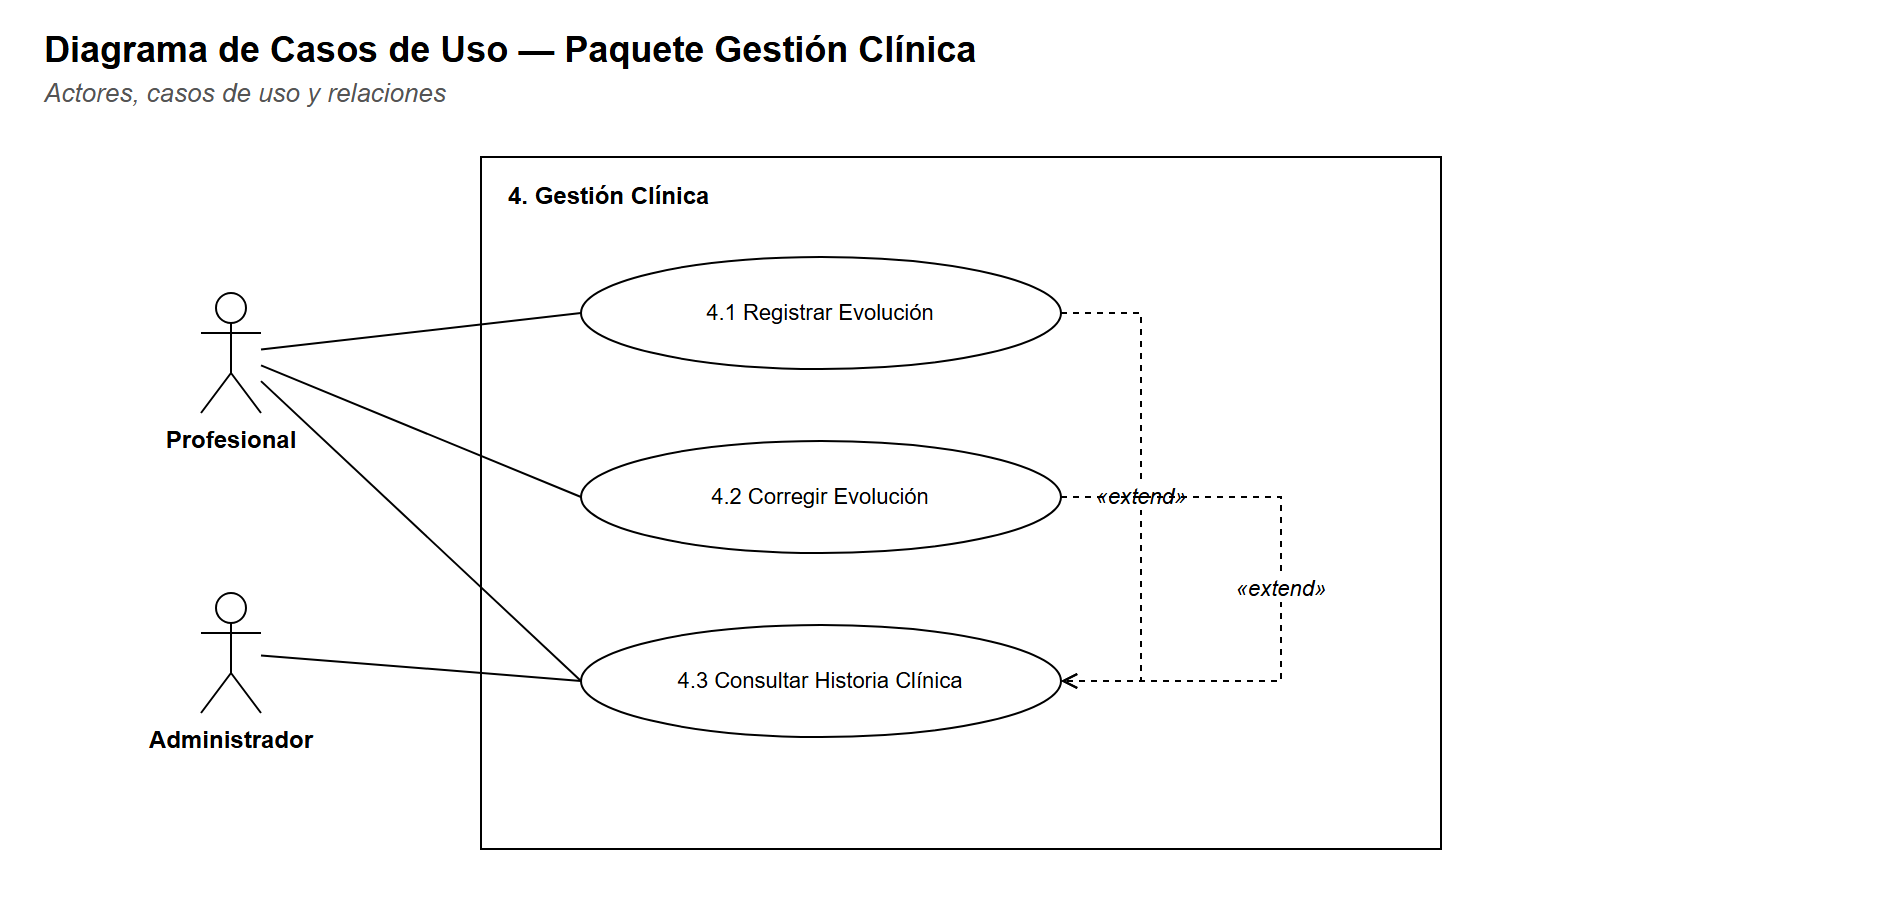 Diagrama de Casos de Uso — Paquete Gestión Clínica
Actores, casos de uso y relaciones
4. Gestión Clínica
4.1 Registrar Evolución
Profesional
4.2 Corregir Evolución
«extend»
«extend»
4.3 Consultar Historia Clínica
Administrador